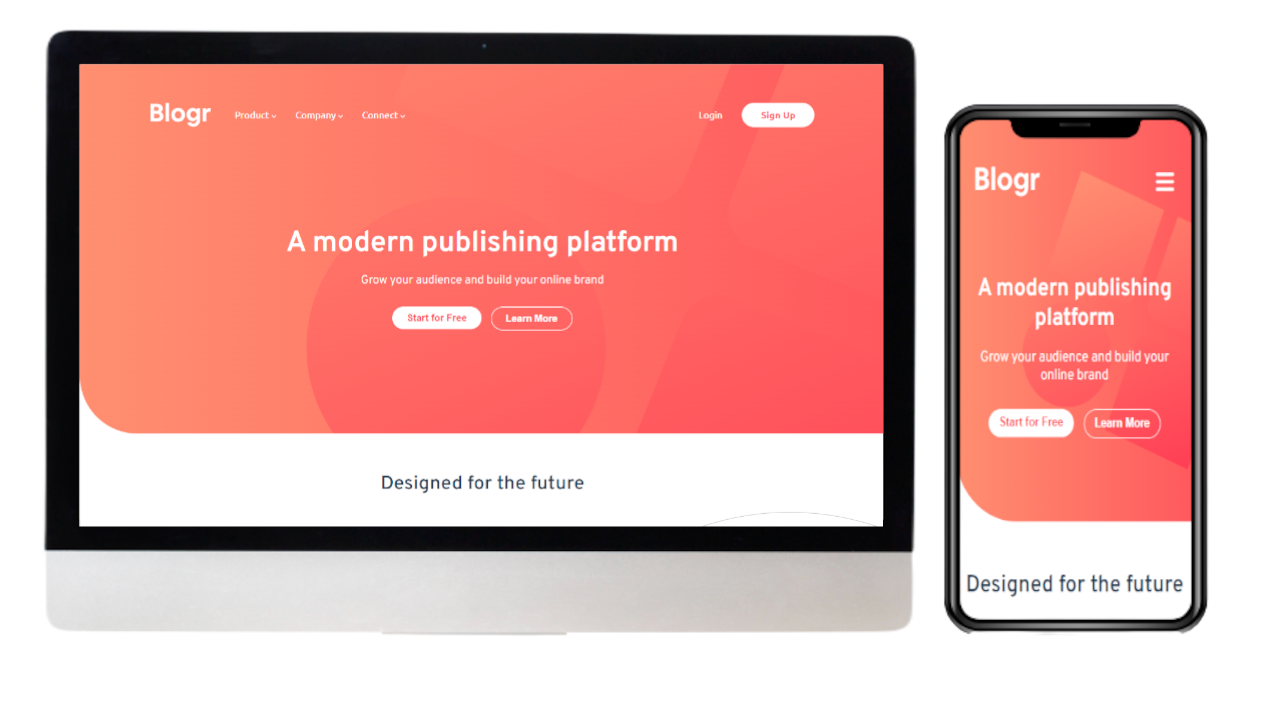 Blogr Product Company Connect Login Sign Up
A modern publishing platform
Grow your audience and build your online brand
Start for Free Learn More
Designed for the future
Blogr
A modern publishing
platform
Grow your audience and build your
online brand
Start for Free Learn More
Designed for the future